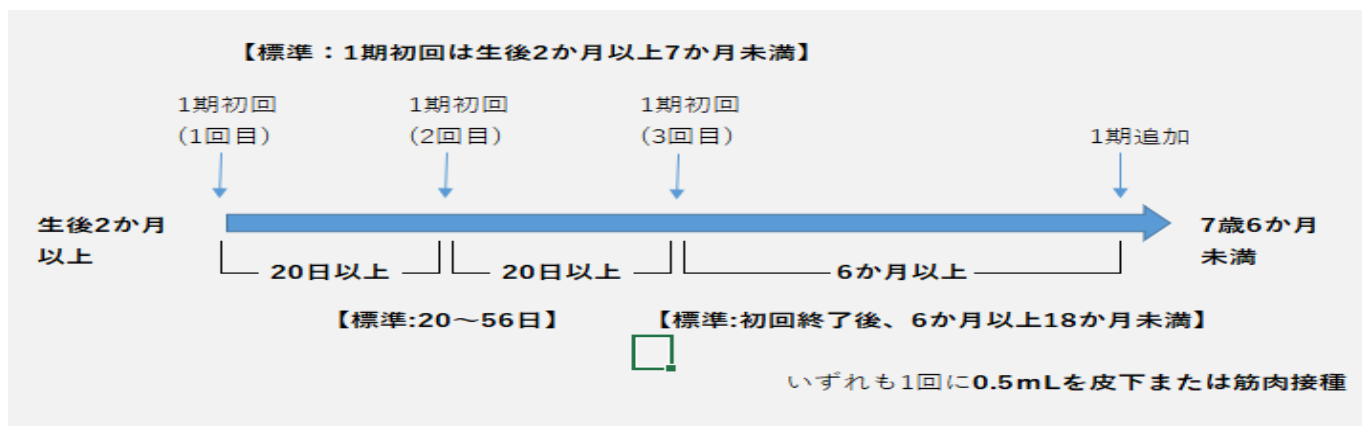 【標準：1期初回は生後2か月以上7か月未満】
1期初回
(1回目)
1期初回
(2回目)
1期初回
(3回目)
1期追加
生後2か月
以上
7歳6か月
未満
20日以上
20日以上
6か月以上
【標準:20～56日】
【標準:初回終了後、6か月以上18か月未満】
いずれも1回に0.5mLを皮下または筋肉接種